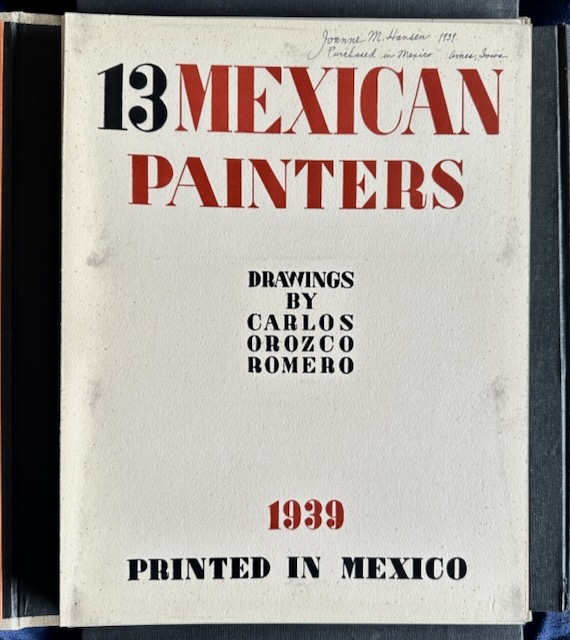 Joanne M. Hansen 1939.
Purchased in Mexico Ames, Iowa.
13 MEXICAN
PAINTERS
DRAWINGS
BY
CARLOS
OROZCO
ROMERO
1939
PRINTED IN MEXICO